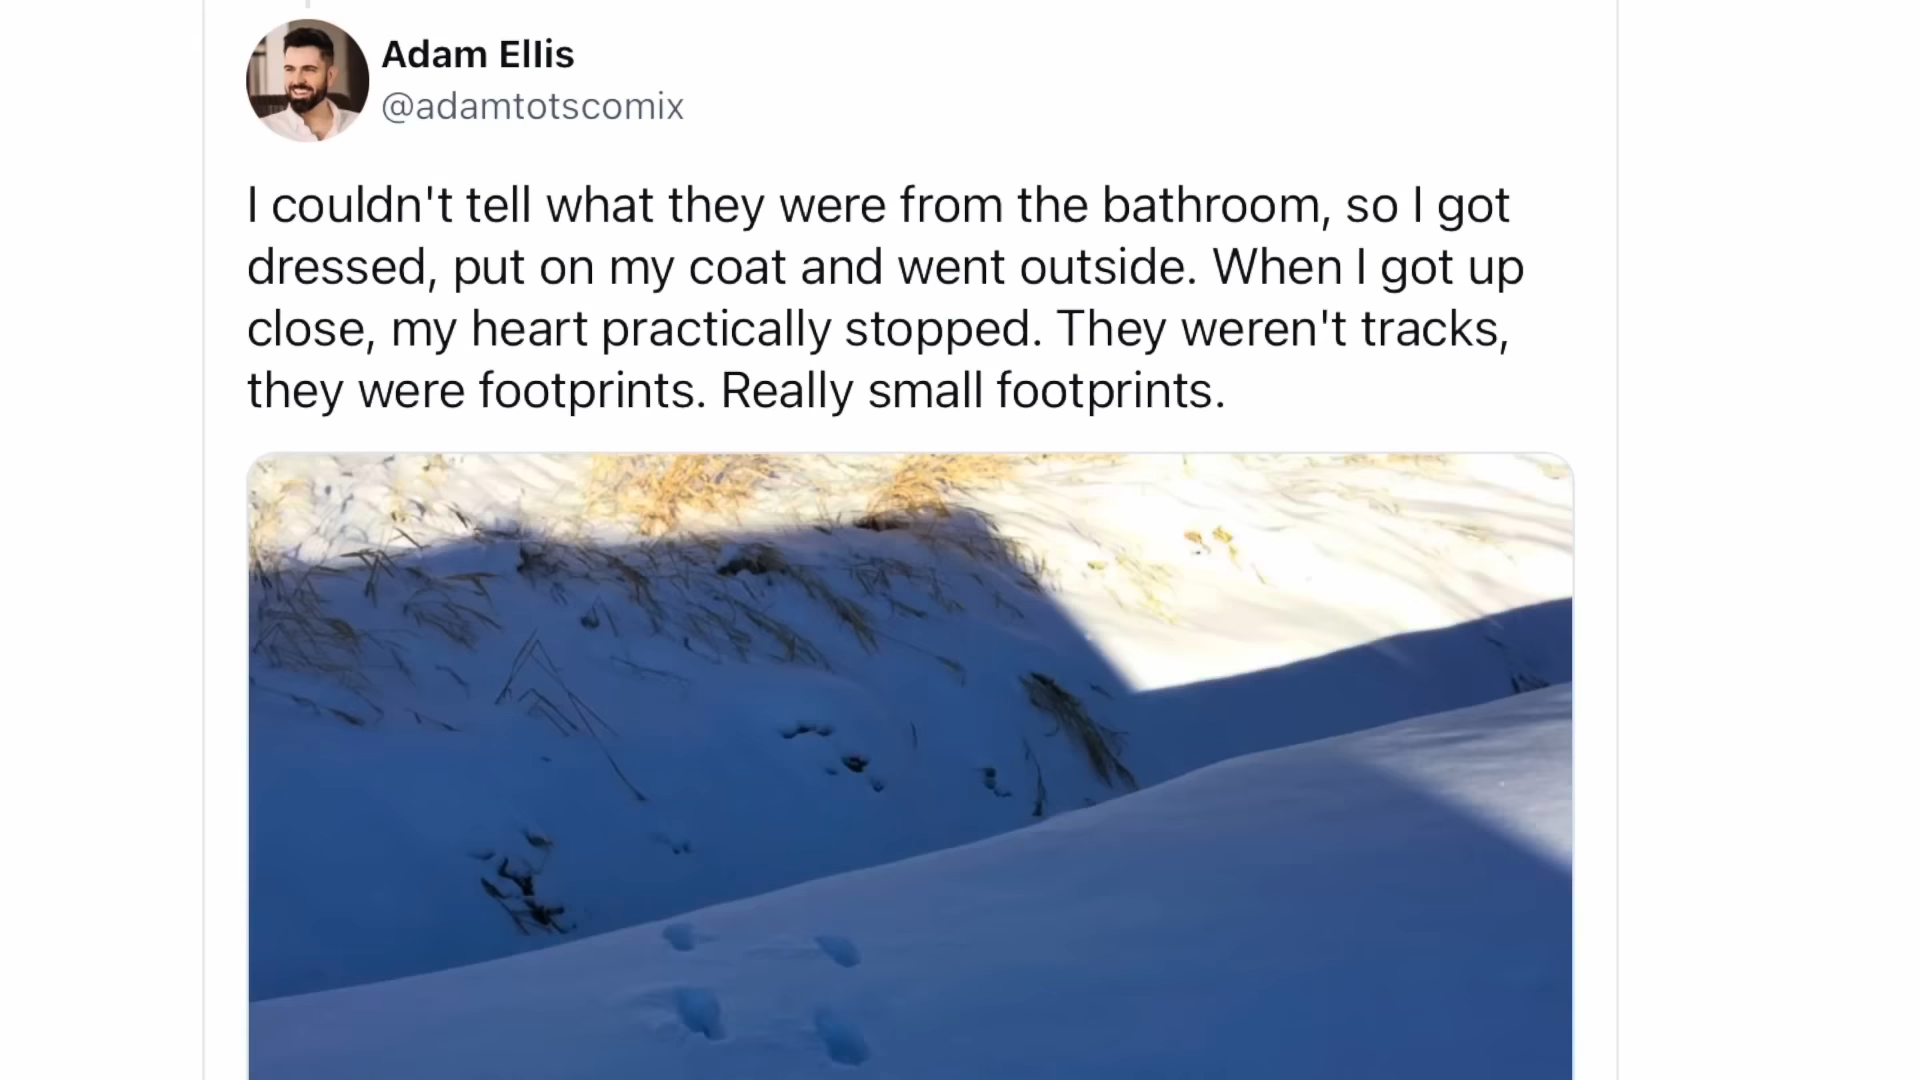 Adam Ellis
@adamtotscomix
I couldn't tell what they were from the bathroom, so I got
dressed, put on my coat and went outside. When I got up
close, my heart practically stopped. They weren't tracks,
they were footprints. Really small footprints.